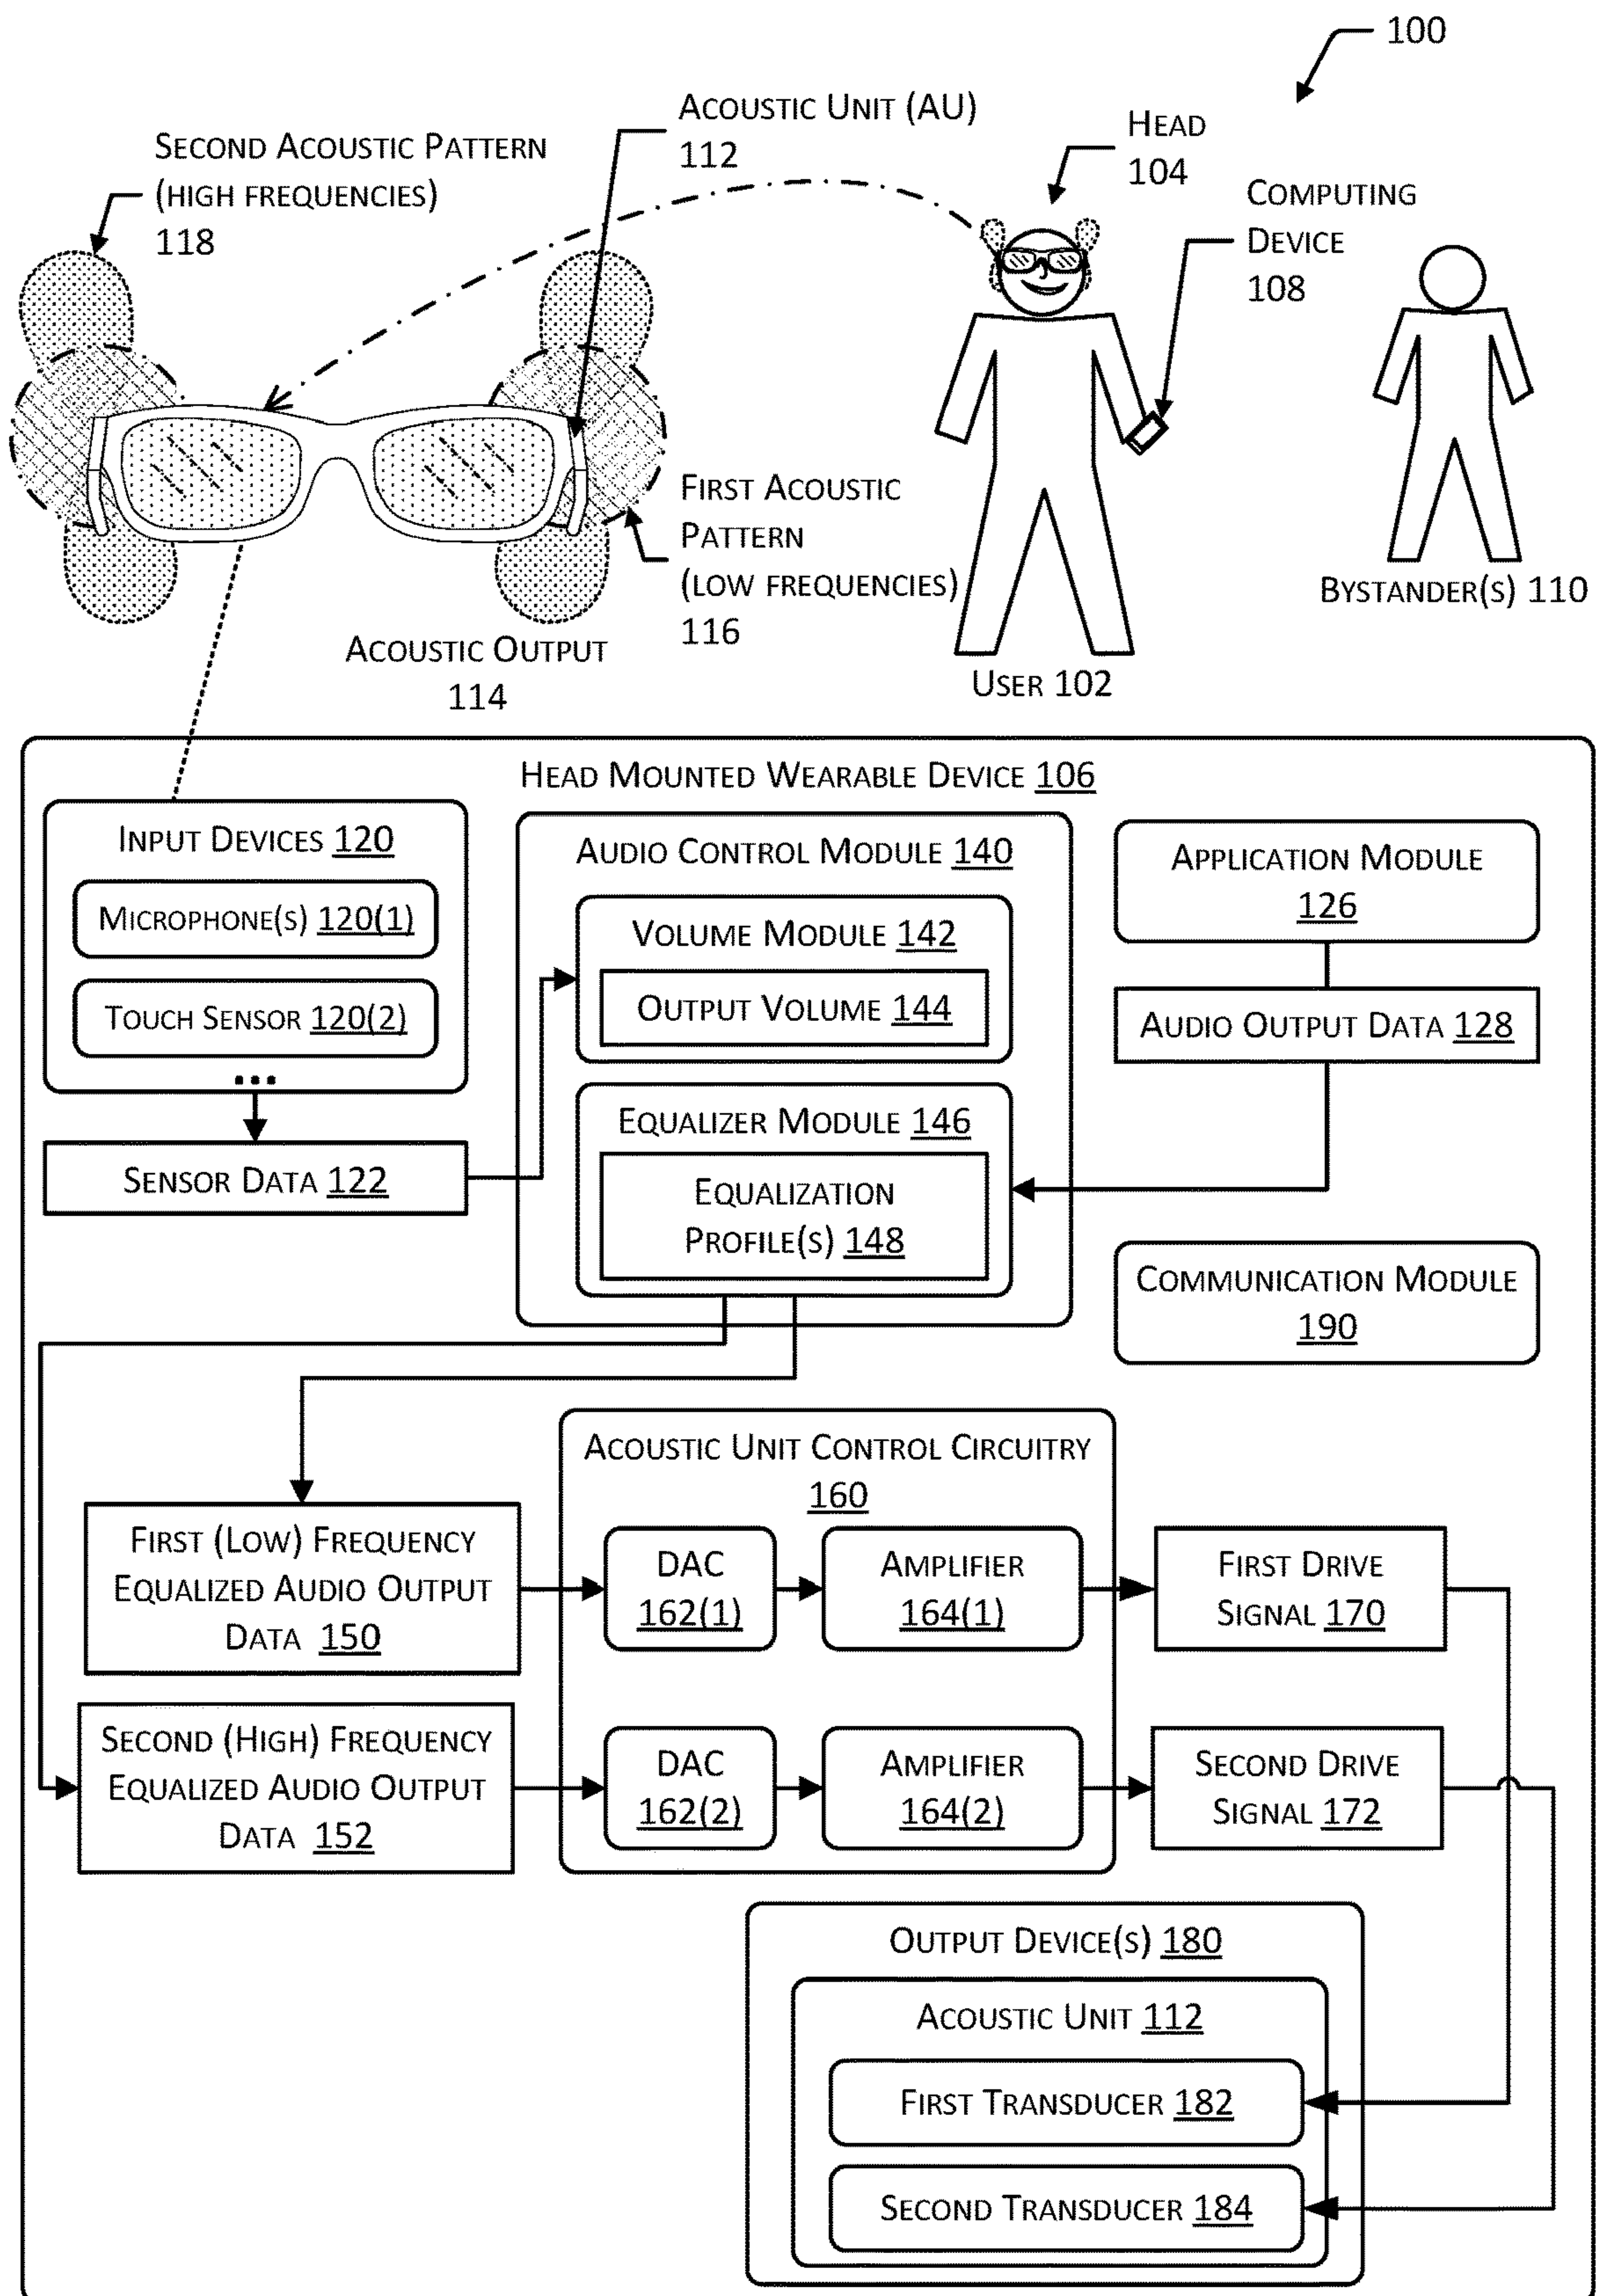 100
ACOUSTIC UNIT (AU)
112
HEAD
104
SECOND ACOUSTIC PATTERN
(HIGH FREQUENCIES)
118
COMPUTING
DEVICE
108
FIRST ACOUSTIC
PATTERN
(LOW FREQUENCIES)
116
BYSTANDER(S) 110
ACOUSTIC OUTPUT
114
USER 102
HEAD MOUNTED WEARABLE DEVICE 106
INPUT DEVICES 120
MICROPHONE(S) 120(1)
TOUCH SENSOR 120(2)
...
SENSOR DATA 122
AUDIO CONTROL MODULE 140
VOLUME MODULE 142
OUTPUT VOLUME 144
EQUALIZER MODULE 146
EQUALIZATION
PROFILE(S) 148
APPLICATION MODULE
126
AUDIO OUTPUT DATA 128
COMMUNICATION MODULE
190
ACOUSTIC UNIT CONTROL CIRCUITRY
160
FIRST (LOW) FREQUENCY
EQUALIZED AUDIO OUTPUT
DATA 150
DAC
162(1)
AMPLIFIER
164(1)
FIRST DRIVE
SIGNAL 170
SECOND (HIGH) FREQUENCY
EQUALIZED AUDIO OUTPUT
DATA 152
DAC
162(2)
AMPLIFIER
164(2)
SECOND DRIVE
SIGNAL 172
OUTPUT DEVICE(S) 180
ACOUSTIC UNIT 112
FIRST TRANSDUCER 182
SECOND TRANSDUCER 184